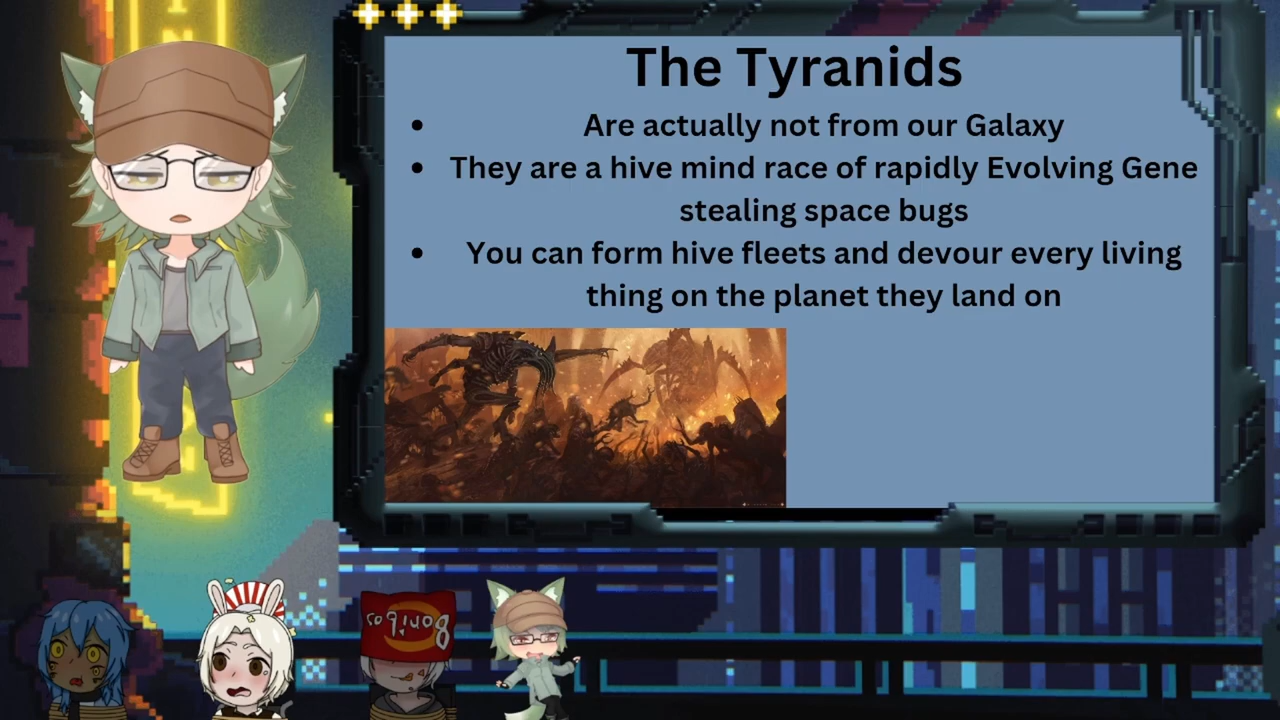 The Tyranids
• Are actually not from our Galaxy
• They are a hive mind race of rapidly Evolving Gene
stealing space bugs
• You can form hive fleets and devour every living
thing on the planet they land on